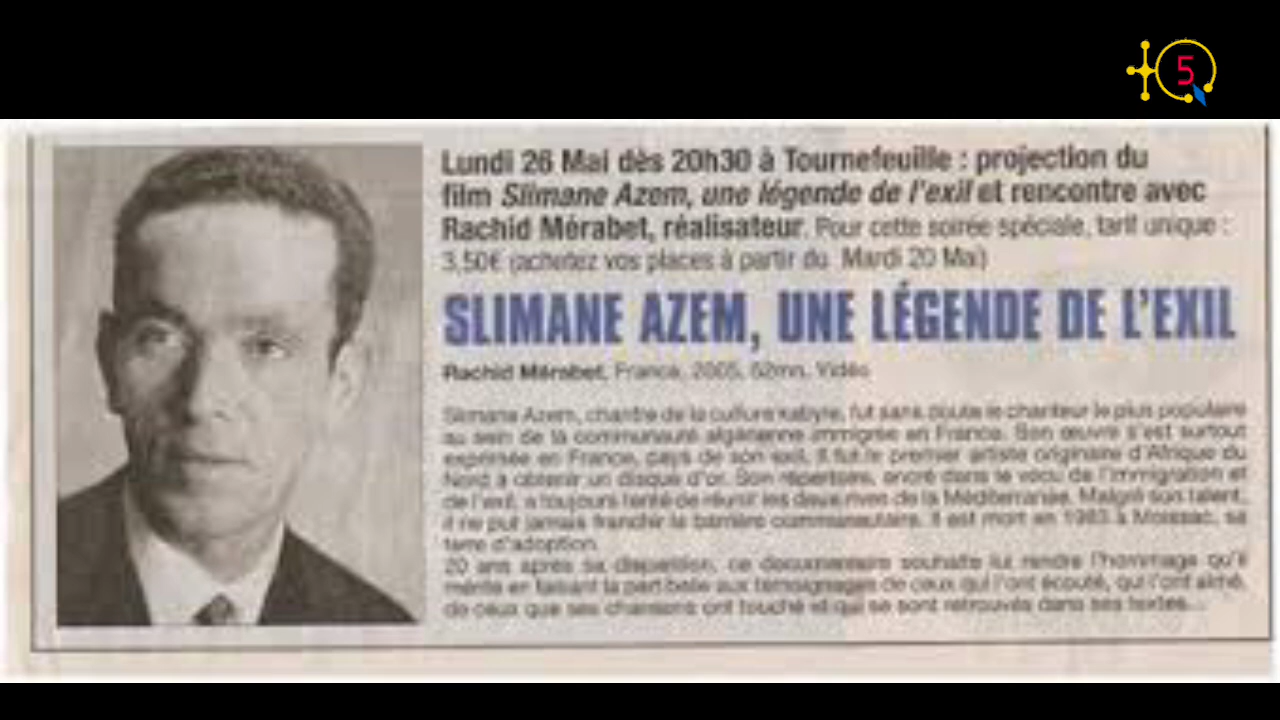 5
Lundi 26 Mai dès 20h30 à Tournefeuille : projection du
film Slimane Azem, une légende de l'exil et rencontre avec
Rachid Mérabet, réalisateur. Pour cette soirée spéciale, tarif unique :
3,50€ (achetez vos places à partir du Mardi 20 Mai)
SLIMANE AZEM, UNE LÉGENDE DE L'EXIL
Rachid Mérabet, France, 2005, 52mn, Vidéo
Slimane Azem, chantre de la culture kabyle, fut sans doute le chanteur le plus populaire
au sein de la communauté algérienne immigrée en France. Son œuvre s'est surtout
exprimée en France, pays de son exil. Il fut le premier artiste originaire d'Afrique du
Nord à obtenir un disque d'or. Son répertoire, ancré dans le vécu de l'immigration et
de l'exil, a toujours tenté de réunir les deux rives de la Méditerranée. Malgré son talent,
il ne put jamais franchir la barrière communautaire. Il est mort en 1983 à Moissac, sa
terre d'adoption.
20 ans après sa disparition, ce documentaire souhaite lui rendre l'hommage qu'il
mérite en faisant la part belle aux témoignages de ceux qui l'ont écouté, qui l'ont aimé,
de ceux que ses chansons ont touché et qui se sont retrouvés dans ses textes...